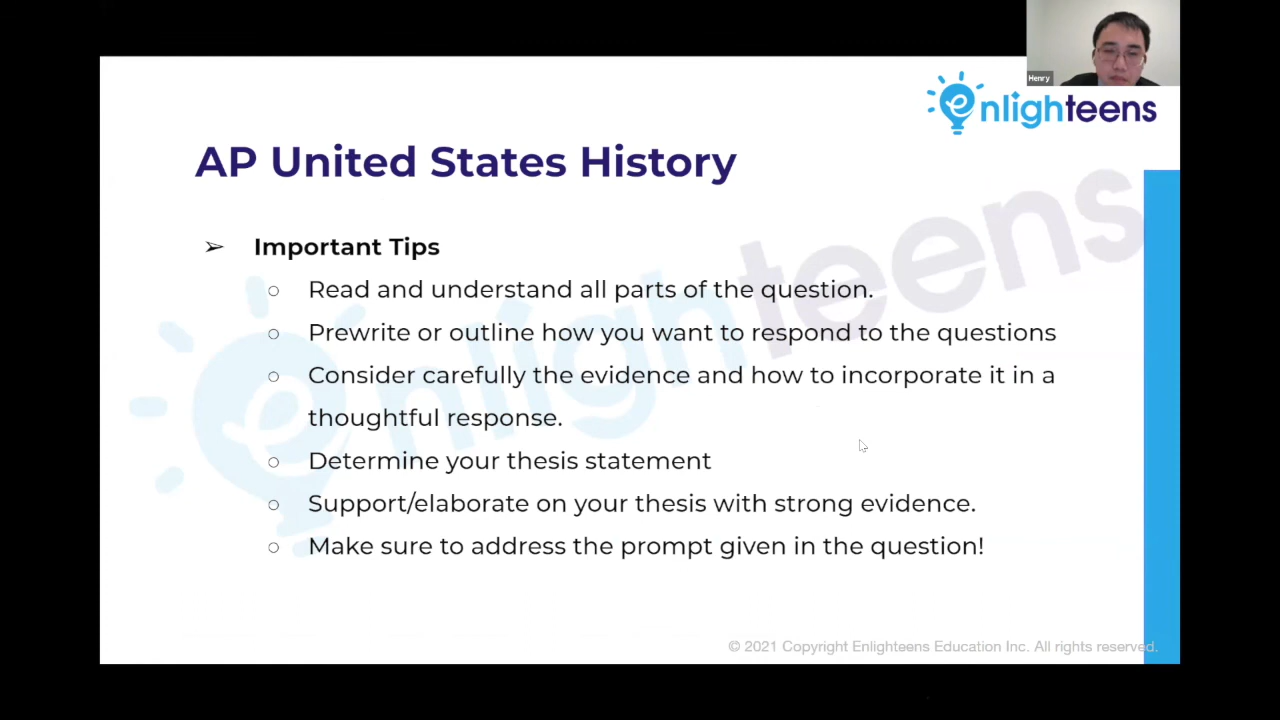 Henry
enlighteens
AP United States History
➢ Important Tips
○ Read and understand all parts of the question.
○ Prewrite or outline how you want to respond to the questions
○ Consider carefully the evidence and how to incorporate it in a
thoughtful response.
○ Determine your thesis statement
○ Support/elaborate on your thesis with strong evidence.
○ Make sure to address the prompt given in the question!
enlighteens
© 2021 Copyright Enlighteens Education Inc. All rights reserved.